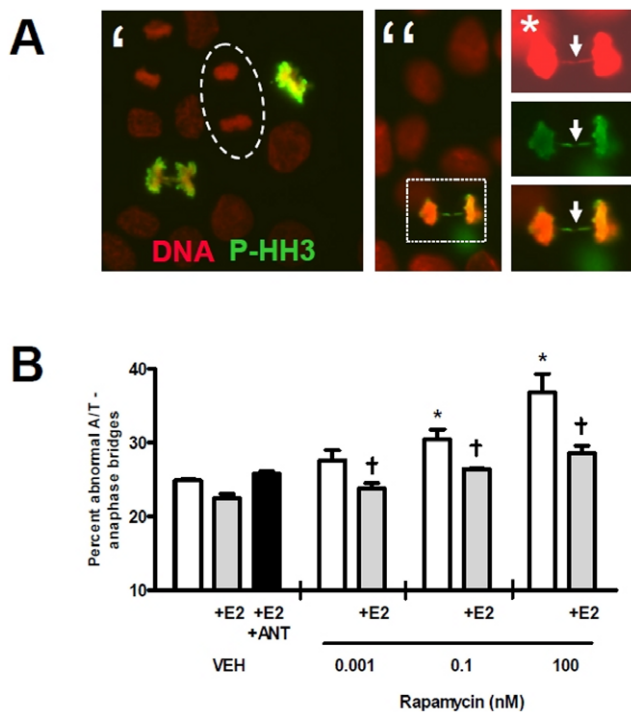 A
‘
“
*
DNA P-HH3
B
Percent abnormal A/T -
anaphase bridges
40
30
20
10
*
*
†
†
†
+E2 +E2 +E2 +E2 +E2
+ANT
VEH 0.001 0.1 100
Rapamycin (nM)